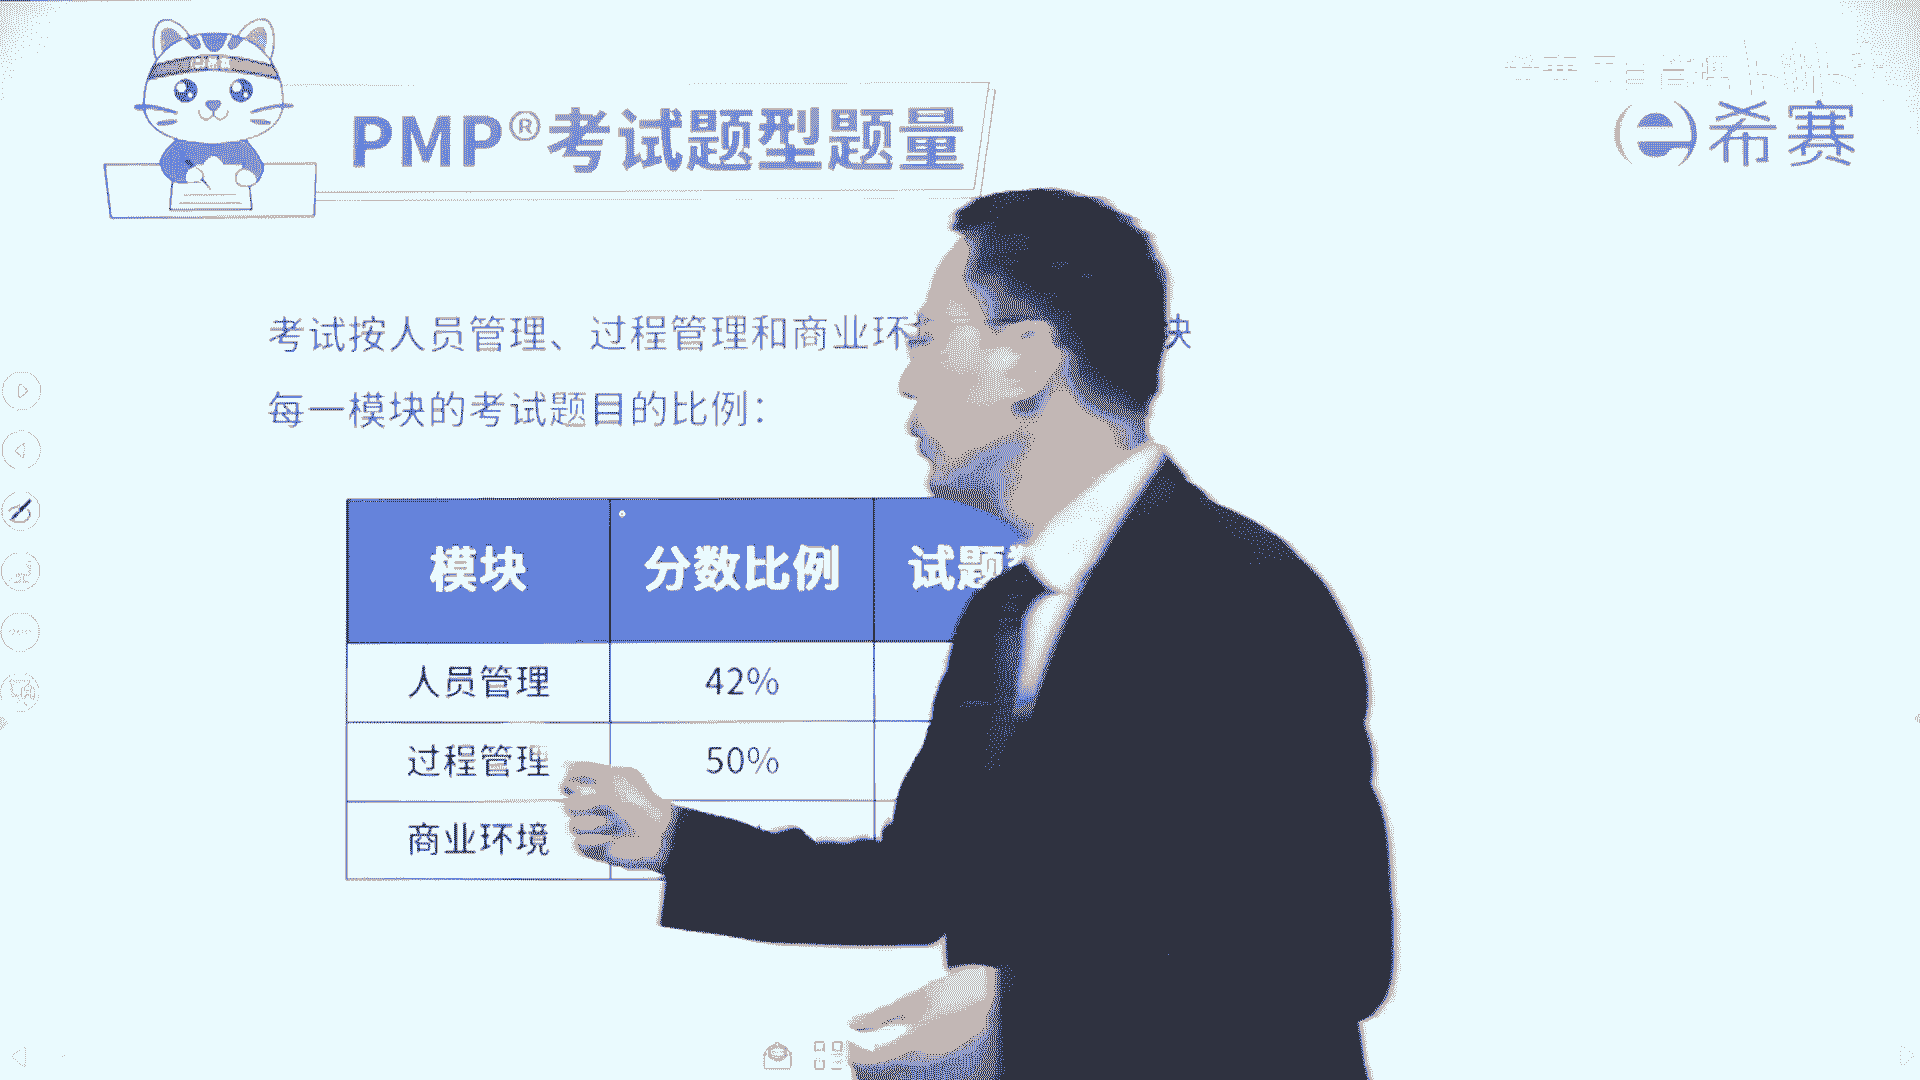 PMP®考试题型题量
希赛
考试按人员管理、过程管理和商业环
块
每一模块的考试题目的比例：
模块 分数比例 试题
人员管理 42%
过程管理 50%
商业环境